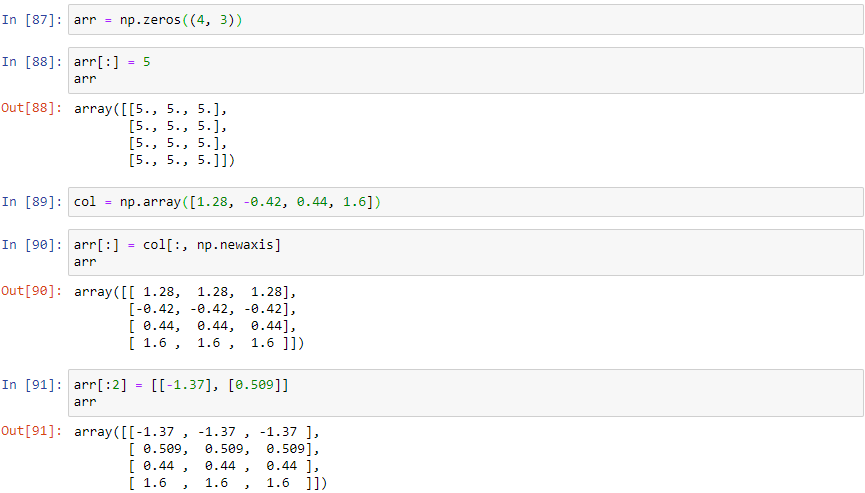 In [87]: arr = np.zeros((4, 3))
In [88]: arr[:] = 5
arr
Out[88]: array([[5., 5., 5.],
[5., 5., 5.],
[5., 5., 5.],
[5., 5., 5.]])
In [89]: col = np.array([1.28, -0.42, 0.44, 1.6])
In [90]: arr[:] = col[:, np.newaxis]
arr
Out[90]: array([[ 1.28,  1.28,  1.28],
[-0.42, -0.42, -0.42],
[ 0.44,  0.44,  0.44],
[ 1.6 ,  1.6 ,  1.6 ]])
In [91]: arr[:2] = [[-1.37], [0.509]]
arr
Out[91]: array([[-1.37 , -1.37 , -1.37 ],
[ 0.509,  0.509,  0.509],
[ 0.44 ,  0.44 ,  0.44 ],
[ 1.6  ,  1.6  ,  1.6  ]])